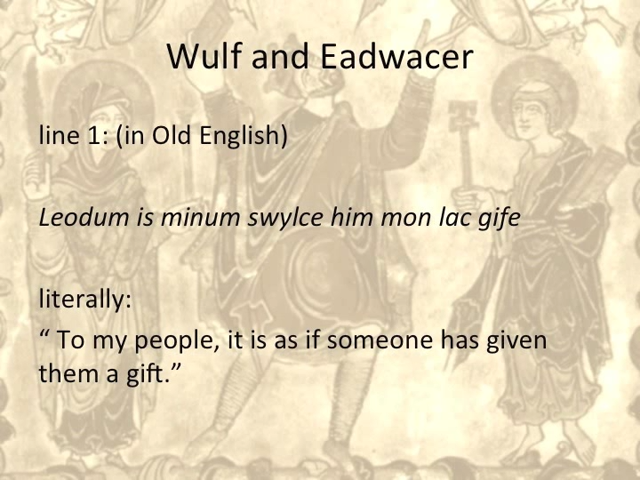 Wulf and Eadwacer
line 1: (in Old English)
Leodum is minum swylce him mon lac gife
literally:
“ To my people, it is as if someone has given
them a gift.”